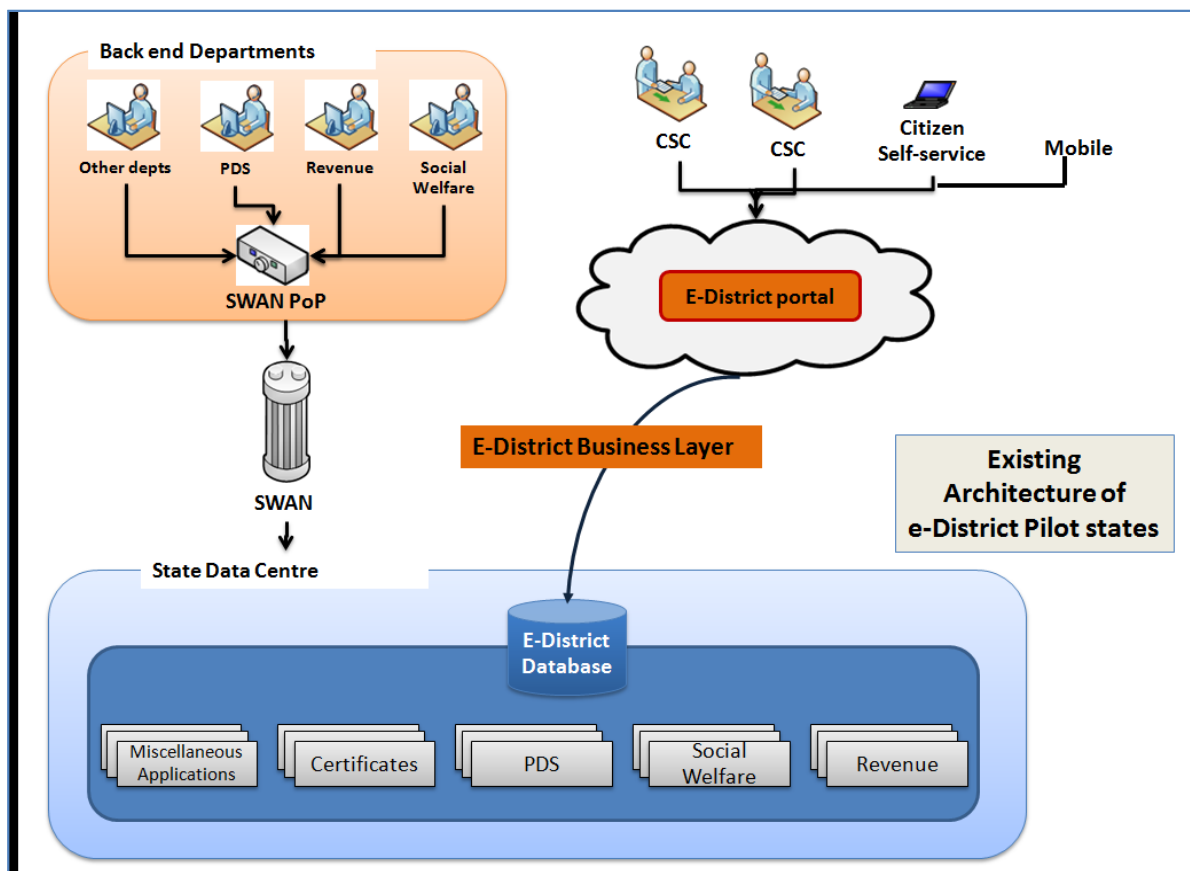 Back end Departments
Other depts
PDS
Revenue
Social
Welfare
SWAN PoP
SWAN
CSC
CSC
Citizen
Self-service
Mobile
E-District portal
E-District Business Layer
Existing
Architecture of
e-District Pilot states
State Data Centre
E-District
Database
Miscellaneous
Applications
Certificates
PDS
Social
Welfare
Revenue